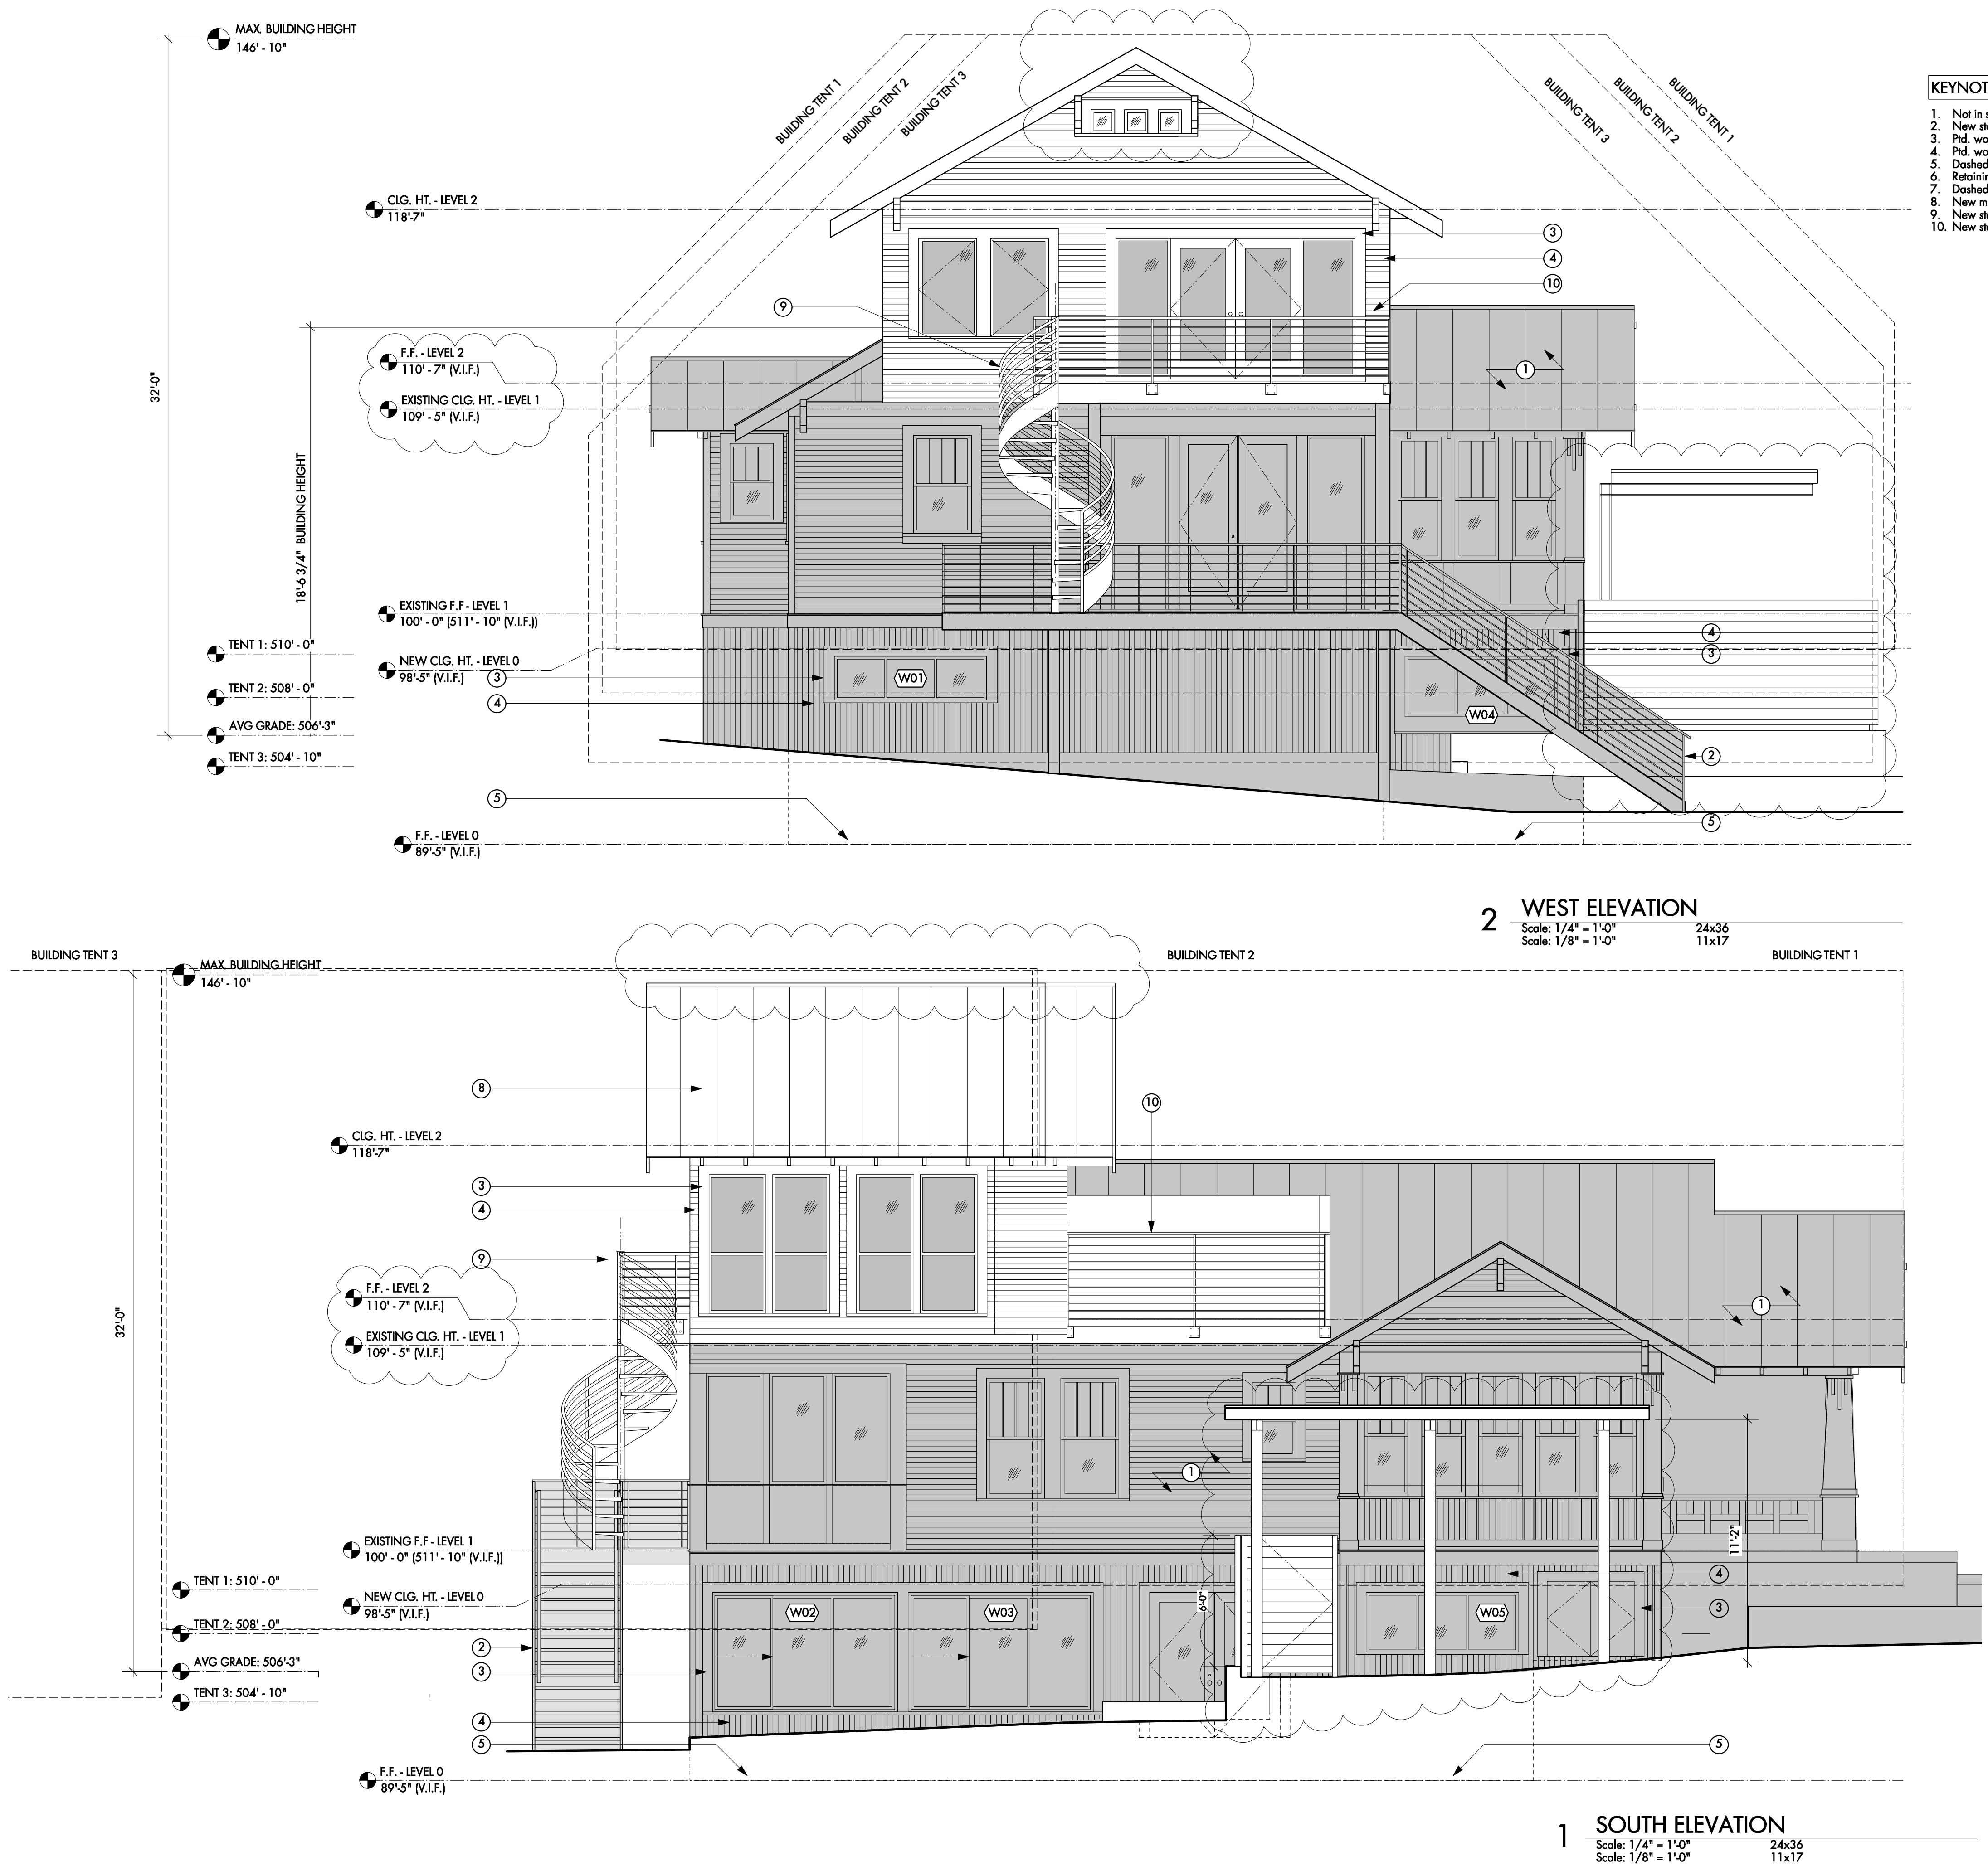 MAX. BUILDING HEIGHT
146' - 10"
32'-0"
BUILDING TENT 1
BUILDING TENT 2
BUILDING TENT 3
BUILDING TENT 3
BUILDING TENT 2
BUILDING TENT 1
KEYNOT
1. Not in
2. New
3. Ptd.
4. Ptd.
5. Dashed
6.
7. Dashed
8. New
9. New
10. New
CLG. HT. - LEVEL 2
118'-7"
3
4
10
9
F.F. - LEVEL 2
110' - 7" (V.I.F.)
1
EXISTING CLG. HT. - LEVEL 1
109' - 5" (V.I.F.)
18'-6 3/4" BUILDING HEIGHT
EXISTING F.F - LEVEL 1
100' - 0" (511' - 10" (V.I.F.))
4
TENT 1: 510' - 0"
3
NEW CLG. HT. - LEVEL 0
98'-5" (V.I.F.)
3
W01
TENT 2: 508' - 0"
4
W04
AVG GRADE: 506'-3"
TENT 3: 504' - 10"
2
5
5
F.F. - LEVEL 0
89'-5" (V.I.F.)
2
WEST ELEVATION
Scale: 1/4" = 1'-0" 24x36
Scale: 1/8" = 1'-0" 11x17
BUILDING TENT 3
BUILDING TENT 2
BUILDING TENT 1
MAX. BUILDING HEIGHT
146' - 10"
32'-0"
8
10
CLG. HT. - LEVEL 2
118'-7"
3
4
9
F.F. - LEVEL 2
110' - 7" (V.I.F.)
1
EXISTING CLG. HT. - LEVEL 1
109' - 5" (V.I.F.)
1
11'-2"
EXISTING F.F - LEVEL 1
100' - 0" (511' - 10" (V.I.F.))
4
TENT 1: 510' - 0"
NEW CLG. HT. - LEVEL 0
98'-5" (V.I.F.)
6'-0"
W02
W03
W05
3
TENT 2: 508' - 0"
2
AVG GRADE: 506'-3"
3
TENT 3: 504' - 10"
4
5
5
F.F. - LEVEL 0
89'-5" (V.I.F.)
1
SOUTH ELEVATION
Scale: 1/4" = 1'-0" 24x36
Scale: 1/8" = 1'-0" 11x17